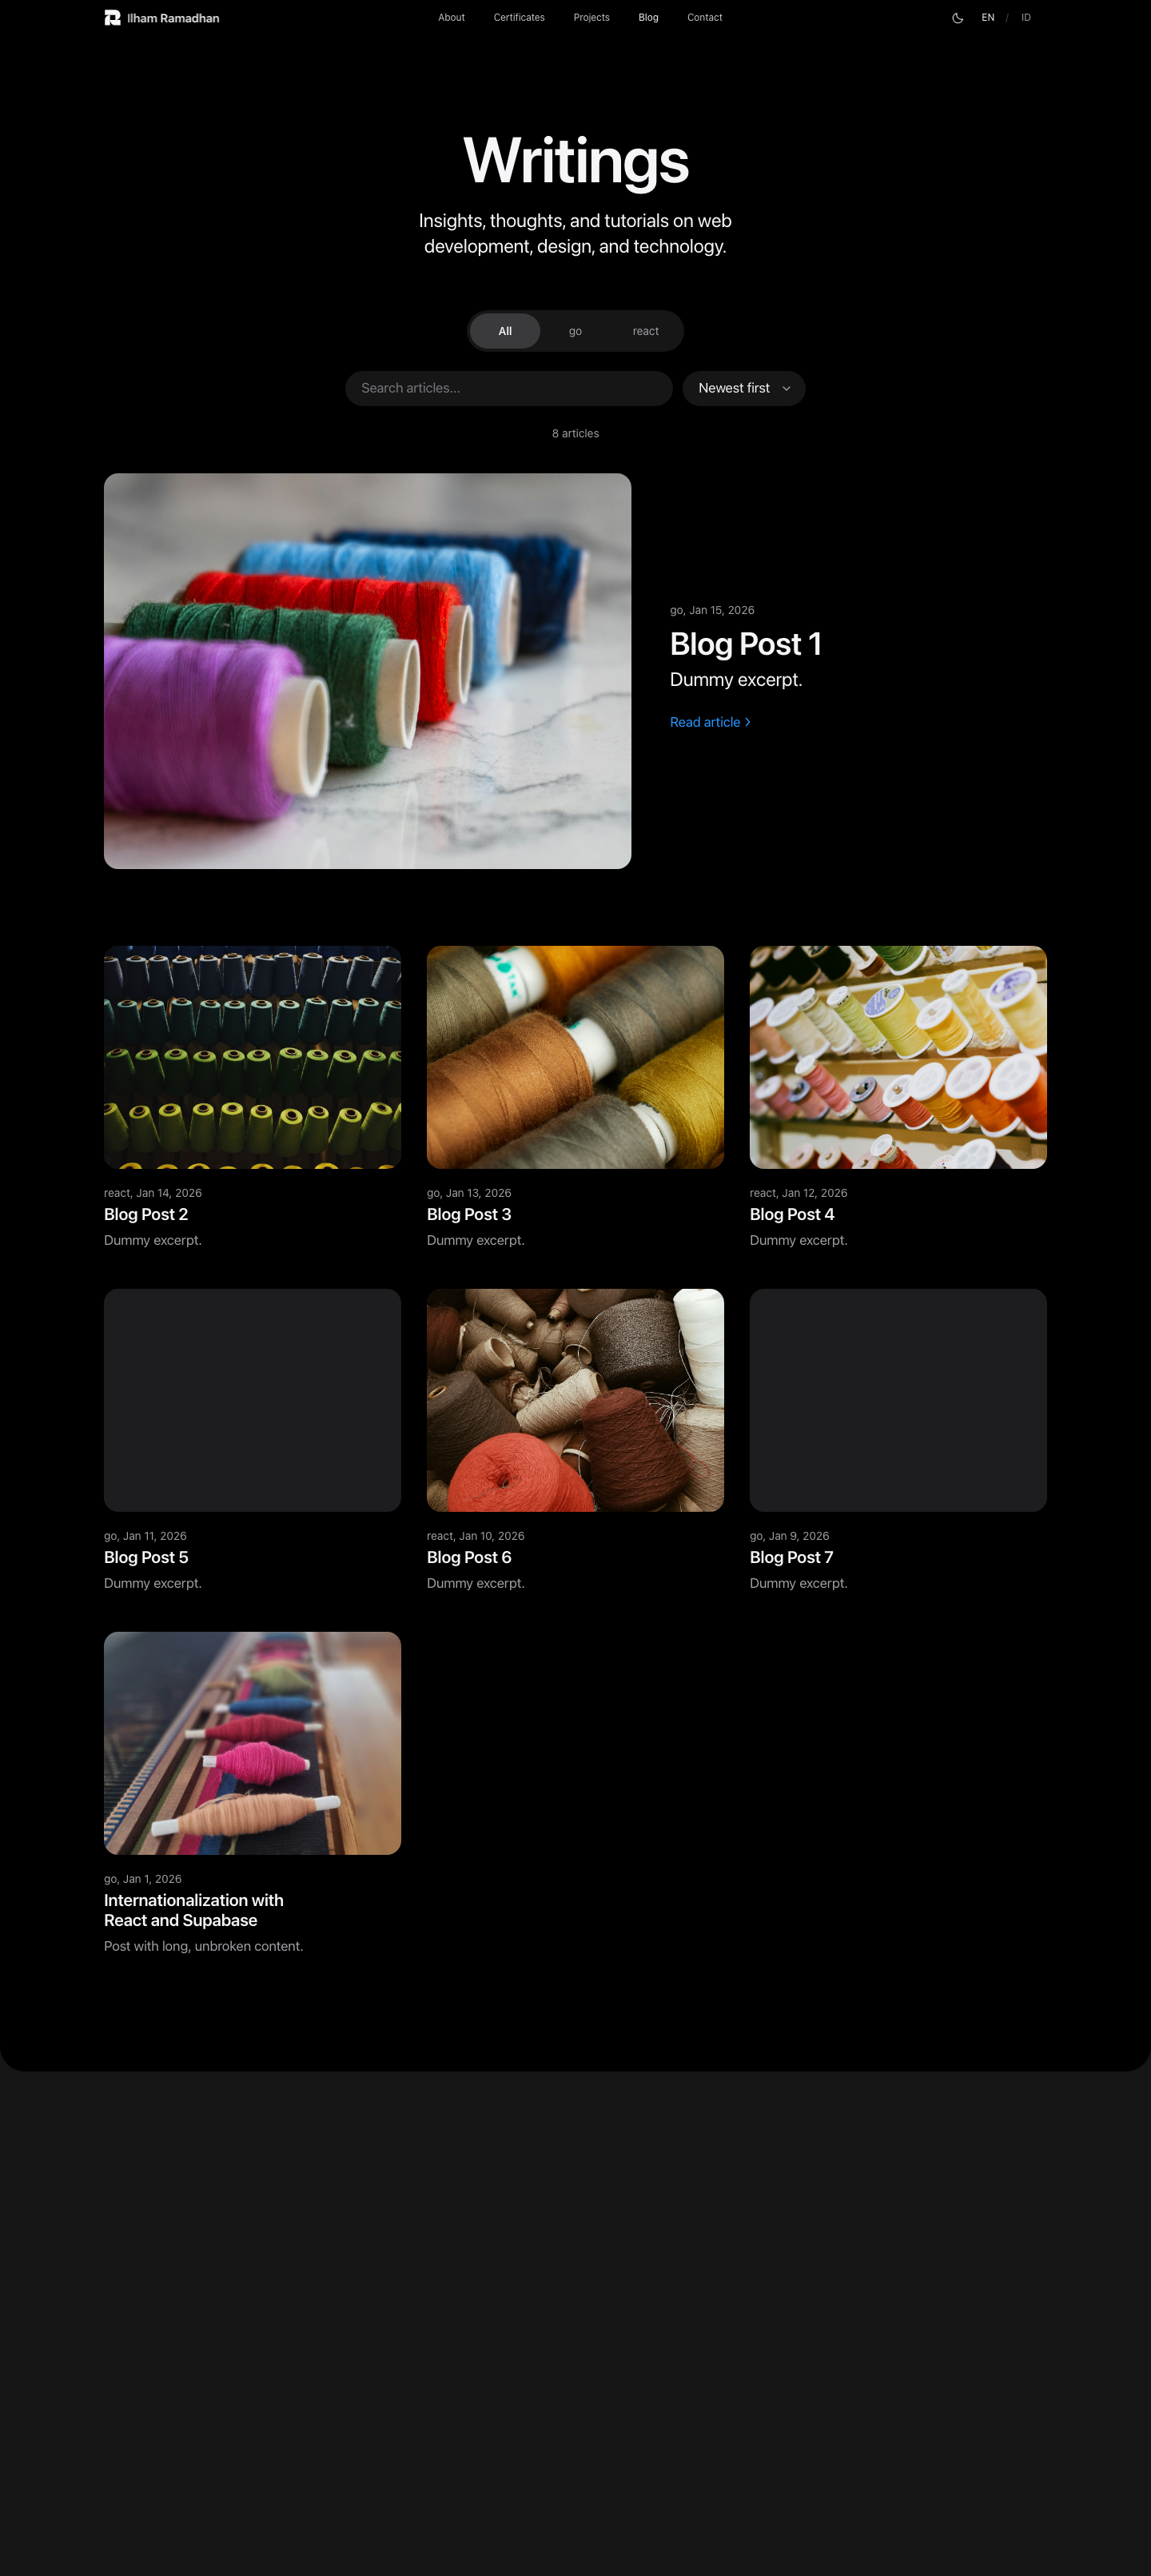 Ilham Ramadhan
About
Certificates
Projects
Blog
Contact
EN / ID
Writings
Insights, thoughts, and tutorials on web
development, design, and technology.
All
go
react
Search articles...
Newest first
8 articles
go, Jan 15, 2026
Blog Post 1
Dummy excerpt.
Read article
react, Jan 14, 2026
Blog Post 2
Dummy excerpt.
go, Jan 13, 2026
Blog Post 3
Dummy excerpt.
react, Jan 12, 2026
Blog Post 4
Dummy excerpt.
go, Jan 11, 2026
Blog Post 5
Dummy excerpt.
react, Jan 10, 2026
Blog Post 6
Dummy excerpt.
go, Jan 9, 2026
Blog Post 7
Dummy excerpt.
go, Jan 1, 2026
Internationalization with
React and Supabase
Post with long, unbroken content.